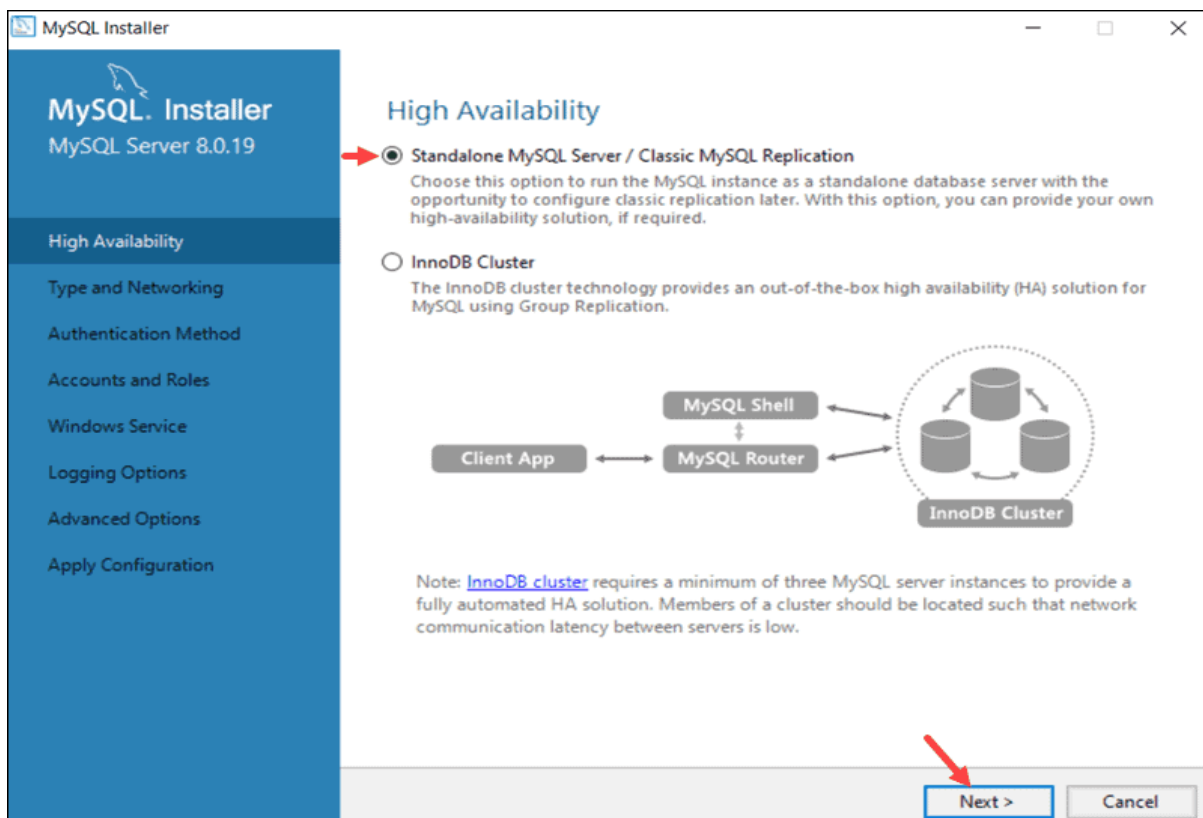 MySQL Installer
MySQL. Installer
MySQL Server 8.0.19
High Availability
Type and Networking
Authentication Method
Accounts and Roles
Windows Service
Logging Options
Advanced Options
Apply Configuration
High Availability
Standalone MySQL Server / Classic MySQL Replication
Choose this option to run the MySQL instance as a standalone database server with the
opportunity to configure classic replication later. With this option, you can provide your own
high-availability solution, if required.
InnoDB Cluster
The InnoDB cluster technology provides an out-of-the-box high availability (HA) solution for
MySQL using Group Replication.
MySQL Shell
Client App
MySQL Router
InnoDB Cluster
Note: InnoDB cluster requires a minimum of three MySQL server instances to provide a
fully automated HA solution. Members of a cluster should be located such that network
communication latency between servers is low.
Next >
Cancel